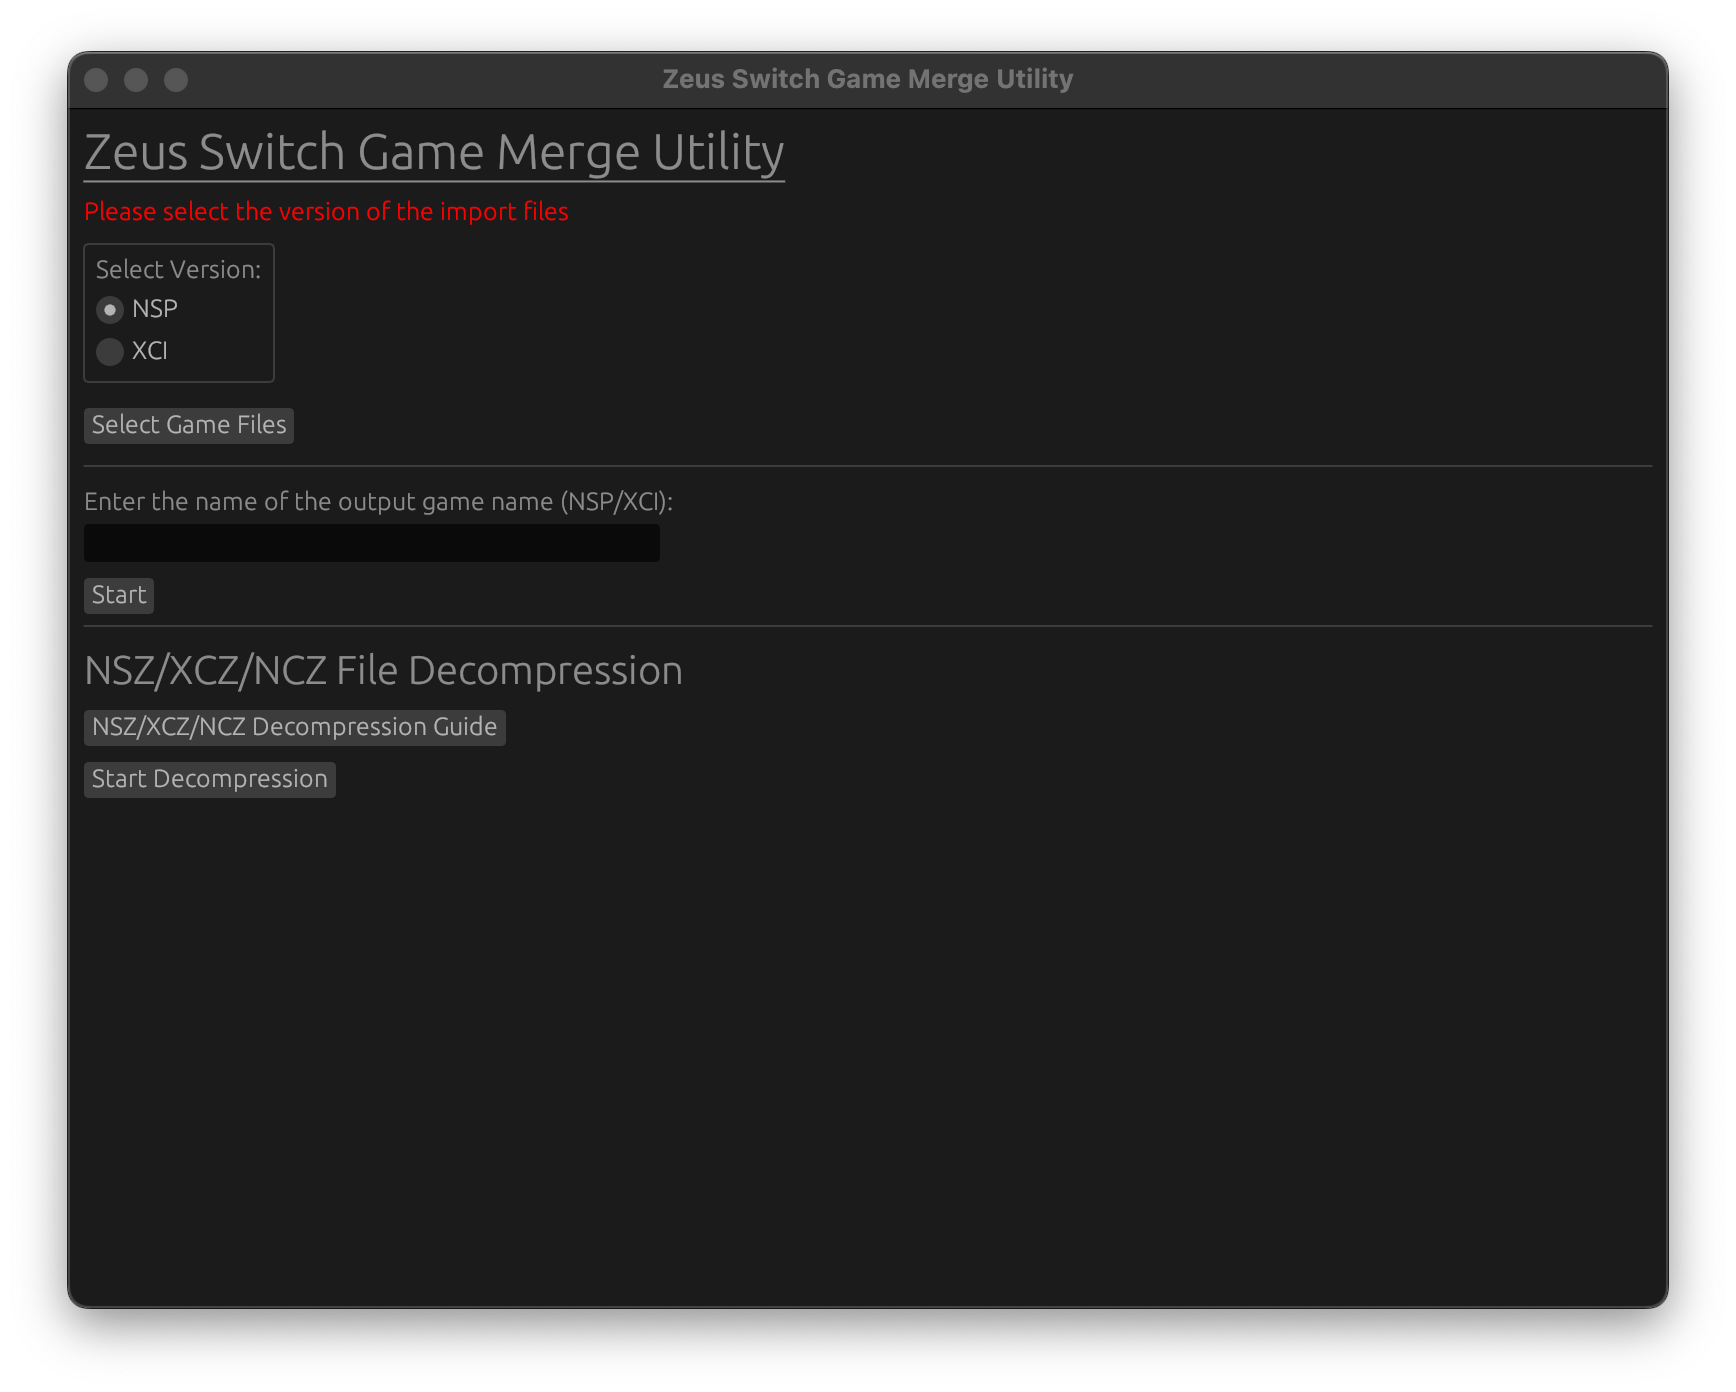 Zeus Switch Game Merge Utility
Zeus Switch Game Merge Utility
Please select the version of the import files
Select Version:
NSP
XCI
Select Game Files
Enter the name of the output game name (NSP/XCI):
Start
NSZ/XCZ/NCZ File Decompression
NSZ/XCZ/NCZ Decompression Guide
Start Decompression